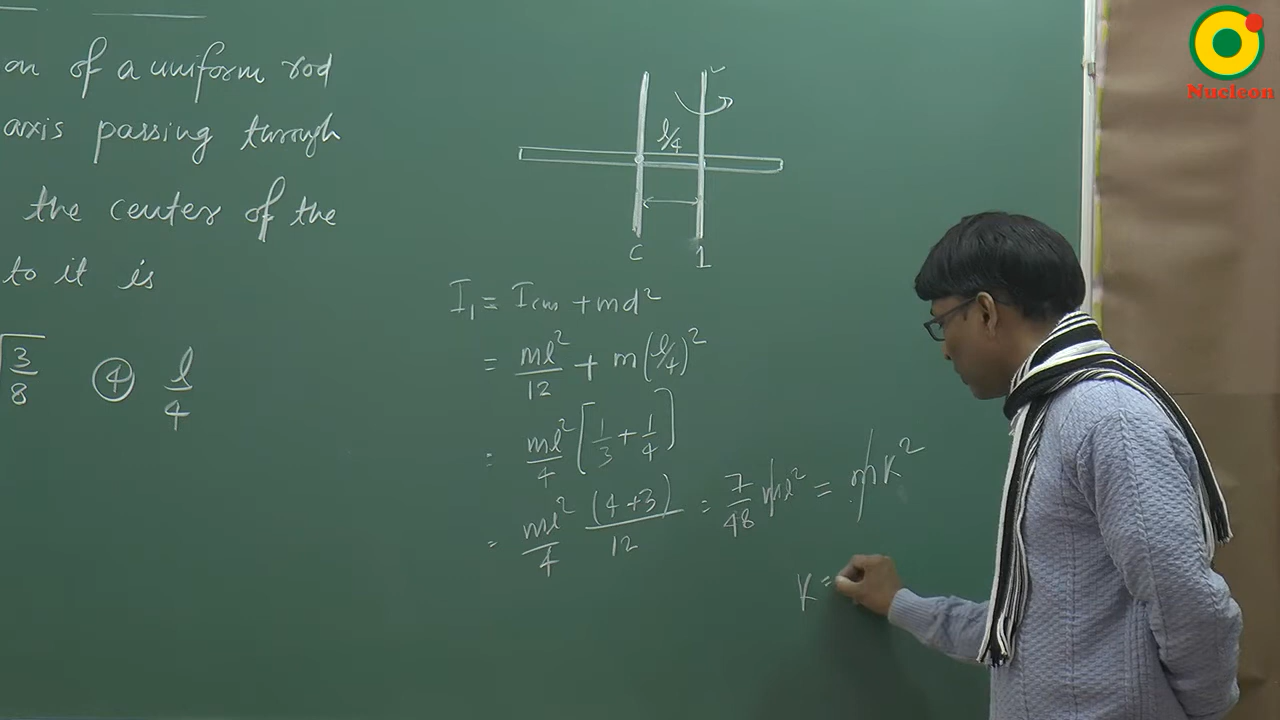 on of a uniform rod
axis passing through
the center of the
to it is
√3/8 ④ l/4
l/4
C 1
I₁ = Icm + md²
= ml²/12 + m(l/4)²
= ml²/4 [1/3 + 1/4]
= ml²/4 (4+3)/12 = 7/48 ml² = mK²
K =
Nucleon